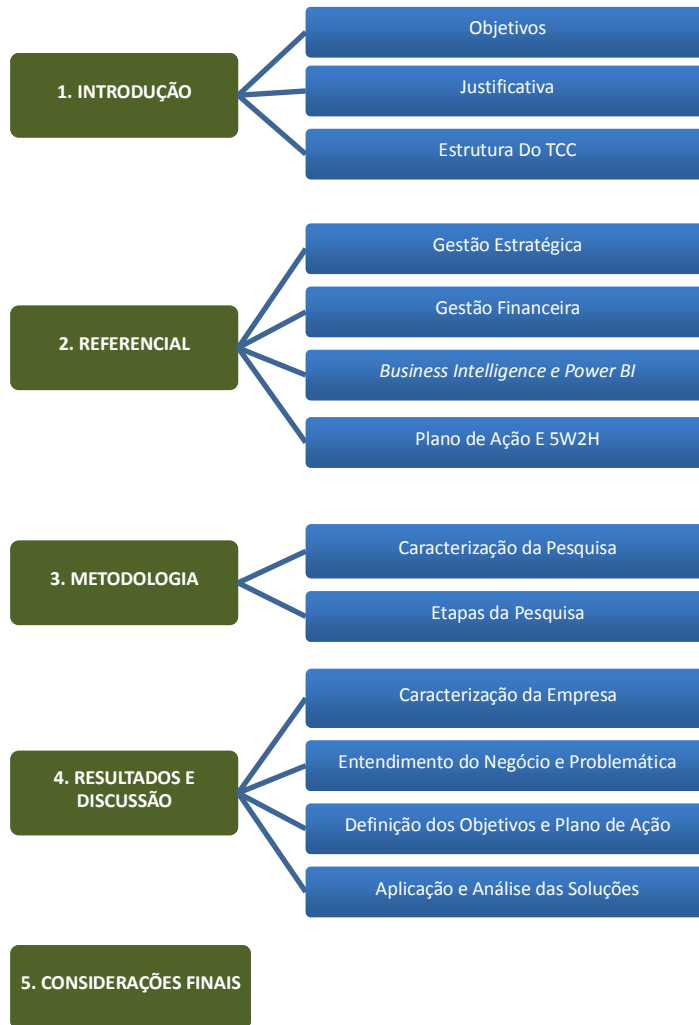 1. INTRODUÇÃO
Objetivos
Justificativa
Estrutura Do TCC
2. REFERENCIAL
Gestão Estratégica
Gestão Financeira
Business Intelligence e Power BI
Plano de Ação E 5W2H
3. METODOLOGIA
Caracterização da Pesquisa
Etapas da Pesquisa
4. RESULTADOS E
DISCUSSÃO
Caracterização da Empresa
Entendimento do Negócio e Problemática
Definição dos Objetivos e Plano de Ação
Aplicação e Análise das Soluções
5. CONSIDERAÇÕES FINAIS